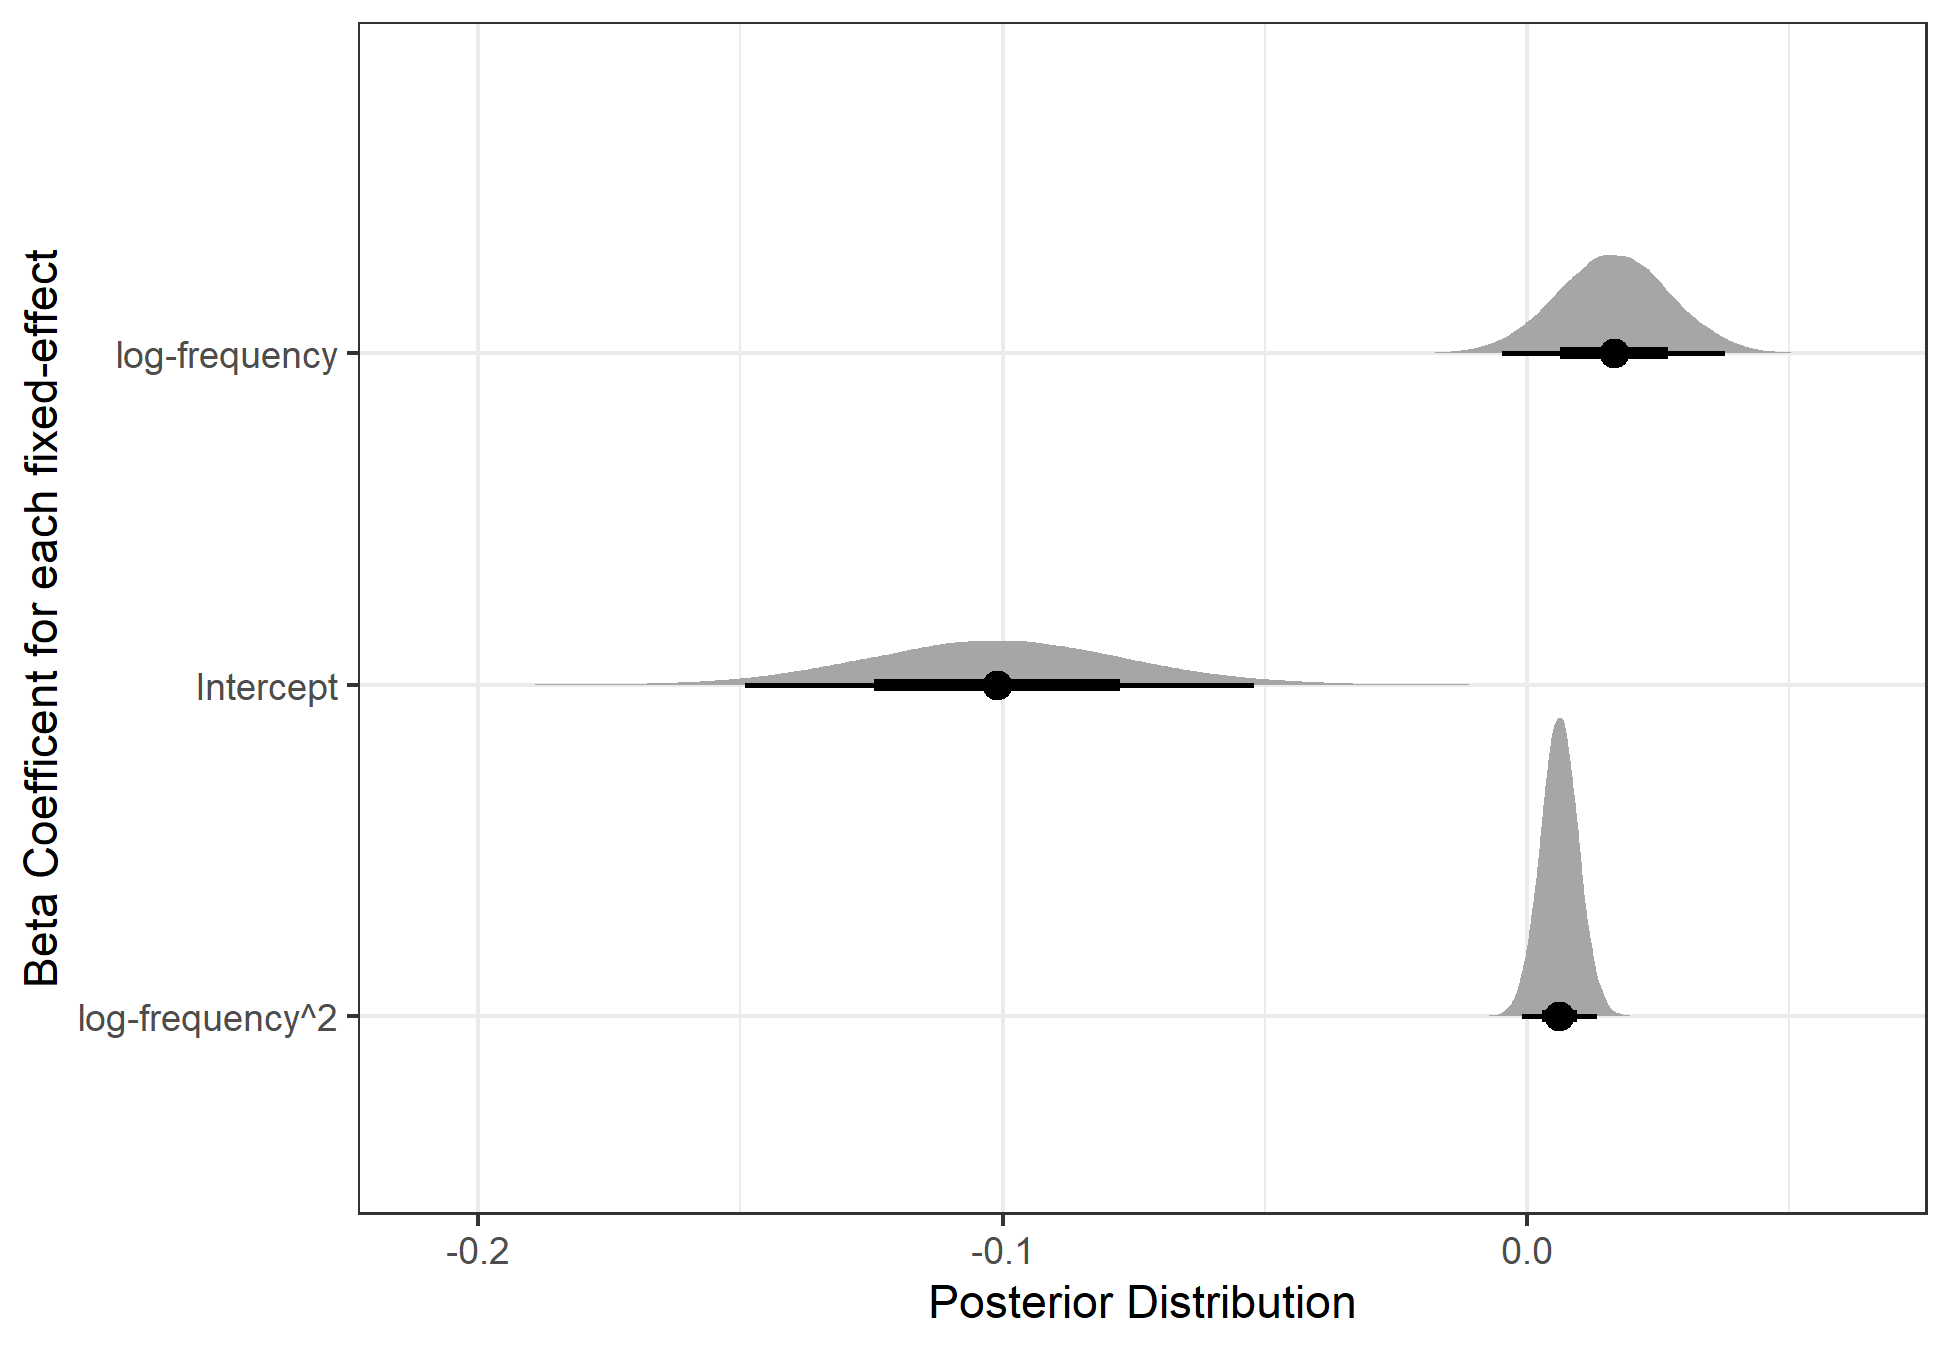 Beta Coefficent for each fixed-effect
log-frequency
Intercept
log-frequency^2
-0.2
-0.1
0.0
Posterior Distribution